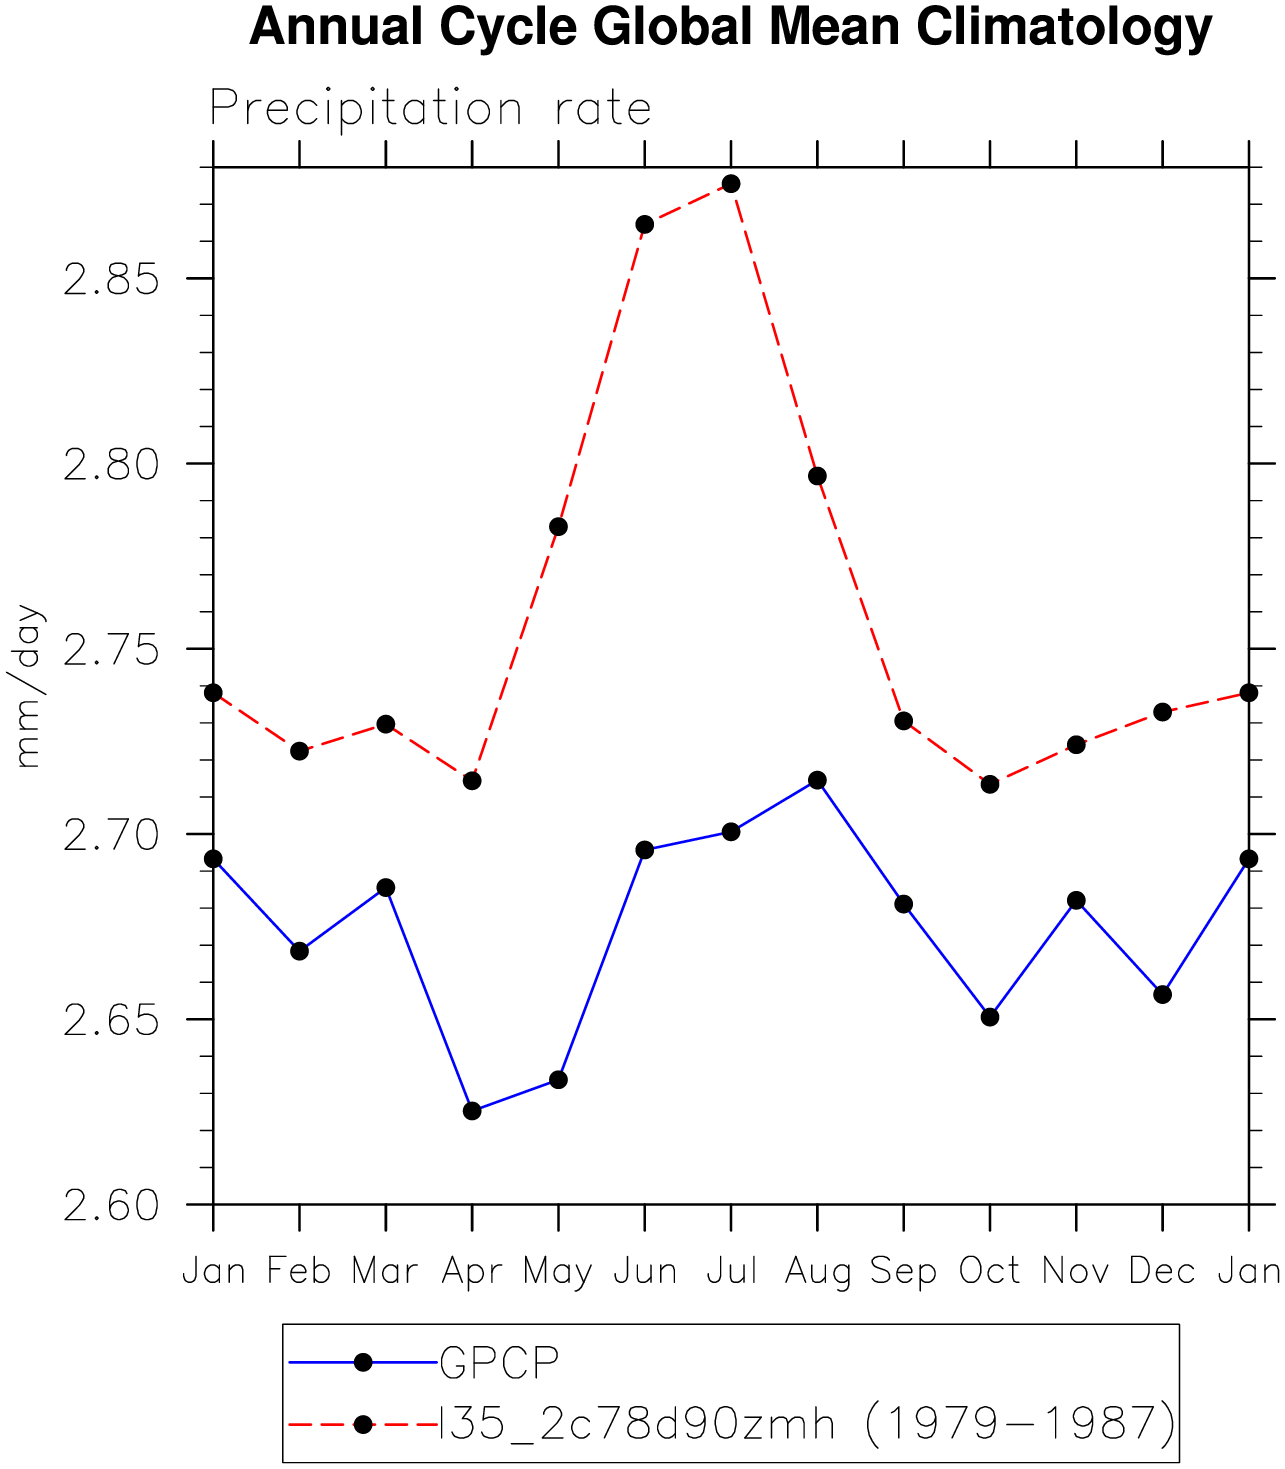 Annual Cycle Global Mean Climatology
Precipitation rate
2.85
2.80
2.75
2.70
2.65
2.60
mm/day
Jan Feb Mar Apr May Jun Jul Aug Sep Oct Nov Dec Jan
GPCP
l35_2c78d90zmh (1979-1987)